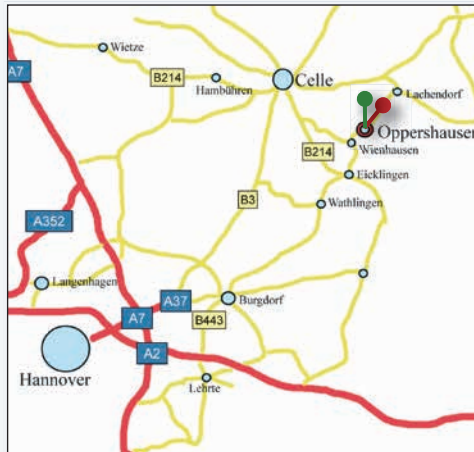 Wietze
A7
B214
Celle
Hambühren
Lachendorf
Oppershausen
B214
Wienhausen
Eicklingen
B3
Wathlingen
A352
Langenhagen
A37
Burgdorf
A7
B443
A2
Hannover
Lehrte